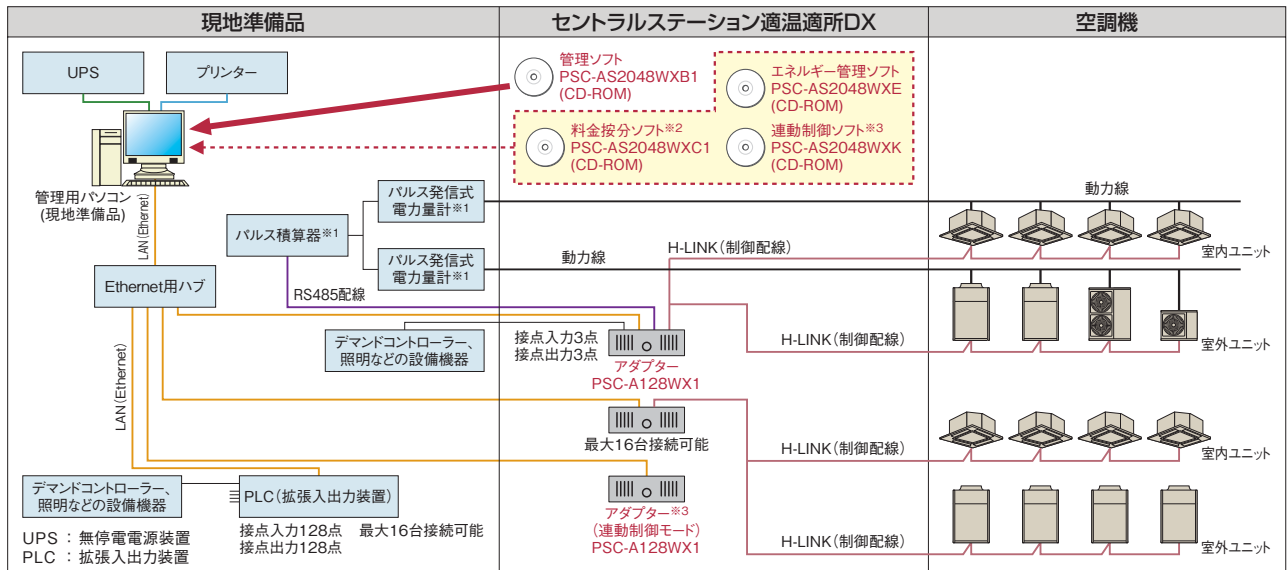 現地準備品
セントラルステーション適温適所DX
空調機
UPS
プリンター
管理用パソコン
(現地準備品)
LAN(Ethernet)
管理ソフト
PSC-AS2048WXB1
(CD-ROM)
エネルギー管理ソフト
PSC-AS2048WXE
(CD-ROM)
料金按分ソフト※2
PSC-AS2048WXC1
(CD-ROM)
連動制御ソフト※3
PSC-AS2048WXK
(CD-ROM)
パルス発信式
電力量計※1
動力線
パルス積算器※1
H-LINK(制御配線)
室内ユニット
パルス発信式
電力量計※1
動力線
Ethernet用ハブ
RS485配線
デマンドコントローラー、
照明などの設備機器
接点入力3点
接点出力3点
アダプター
PSC-A128WX1
H-LINK(制御配線)
室外ユニット
LAN(Ethernet)
最大16台接続可能
H-LINK(制御配線)
室内ユニット
デマンドコントローラー、
照明などの設備機器
PLC(拡張入出力装置)
接点入力128点
接点出力128点
最大16台接続可能
アダプター※3
(連動制御モード)
PSC-A128WX1
H-LINK(制御配線)
室外ユニット
UPS : 無停電電源装置
PLC : 拡張入出力装置